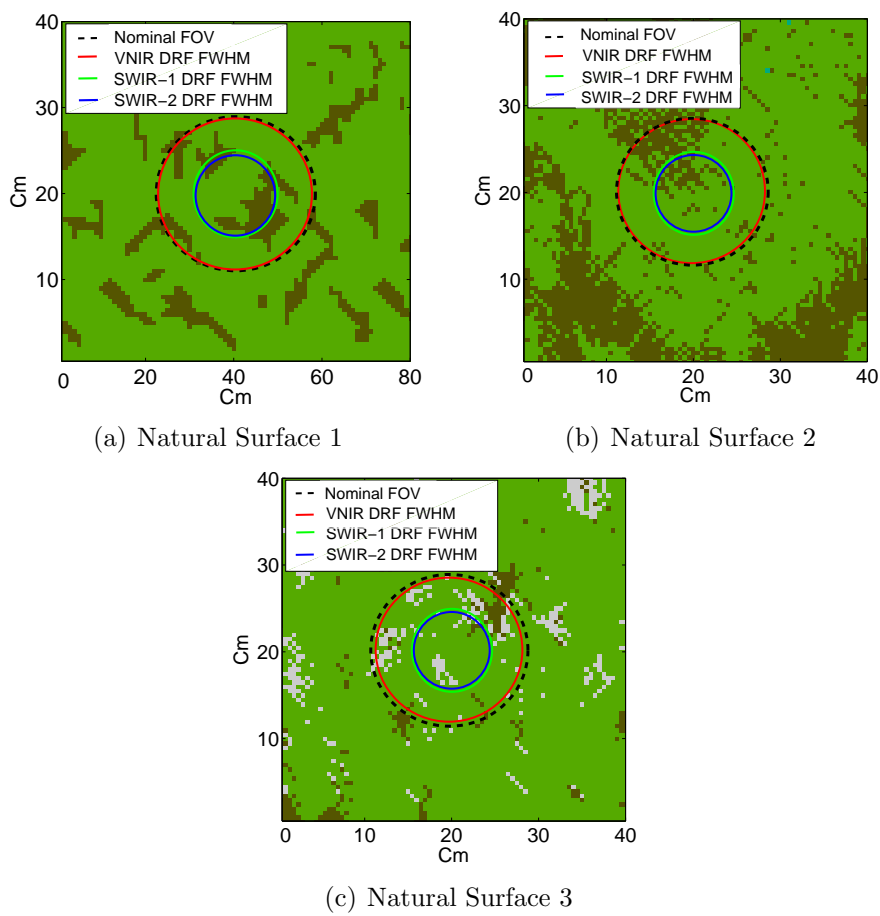 40
Nominal FOV
VNIR DRF FWHM
SWIR-1 DRF FWHM
SWIR-2 DRF FWHM
30
Cm
20
10
0 20 40 60 80
Cm
(a) Natural Surface 1
40
Nominal FOV
VNIR DRF FWHM
SWIR-1 DRF FWHM
SWIR-2 DRF FWHM
30
Cm
20
10
0 10 20 30 40
Cm
(b) Natural Surface 2
40
Nominal FOV
VNIR DRF FWHM
SWIR-1 DRF FWHM
SWIR-2 DRF FWHM
30
Cm
20
10
0 10 20 30 40
Cm
(c) Natural Surface 3